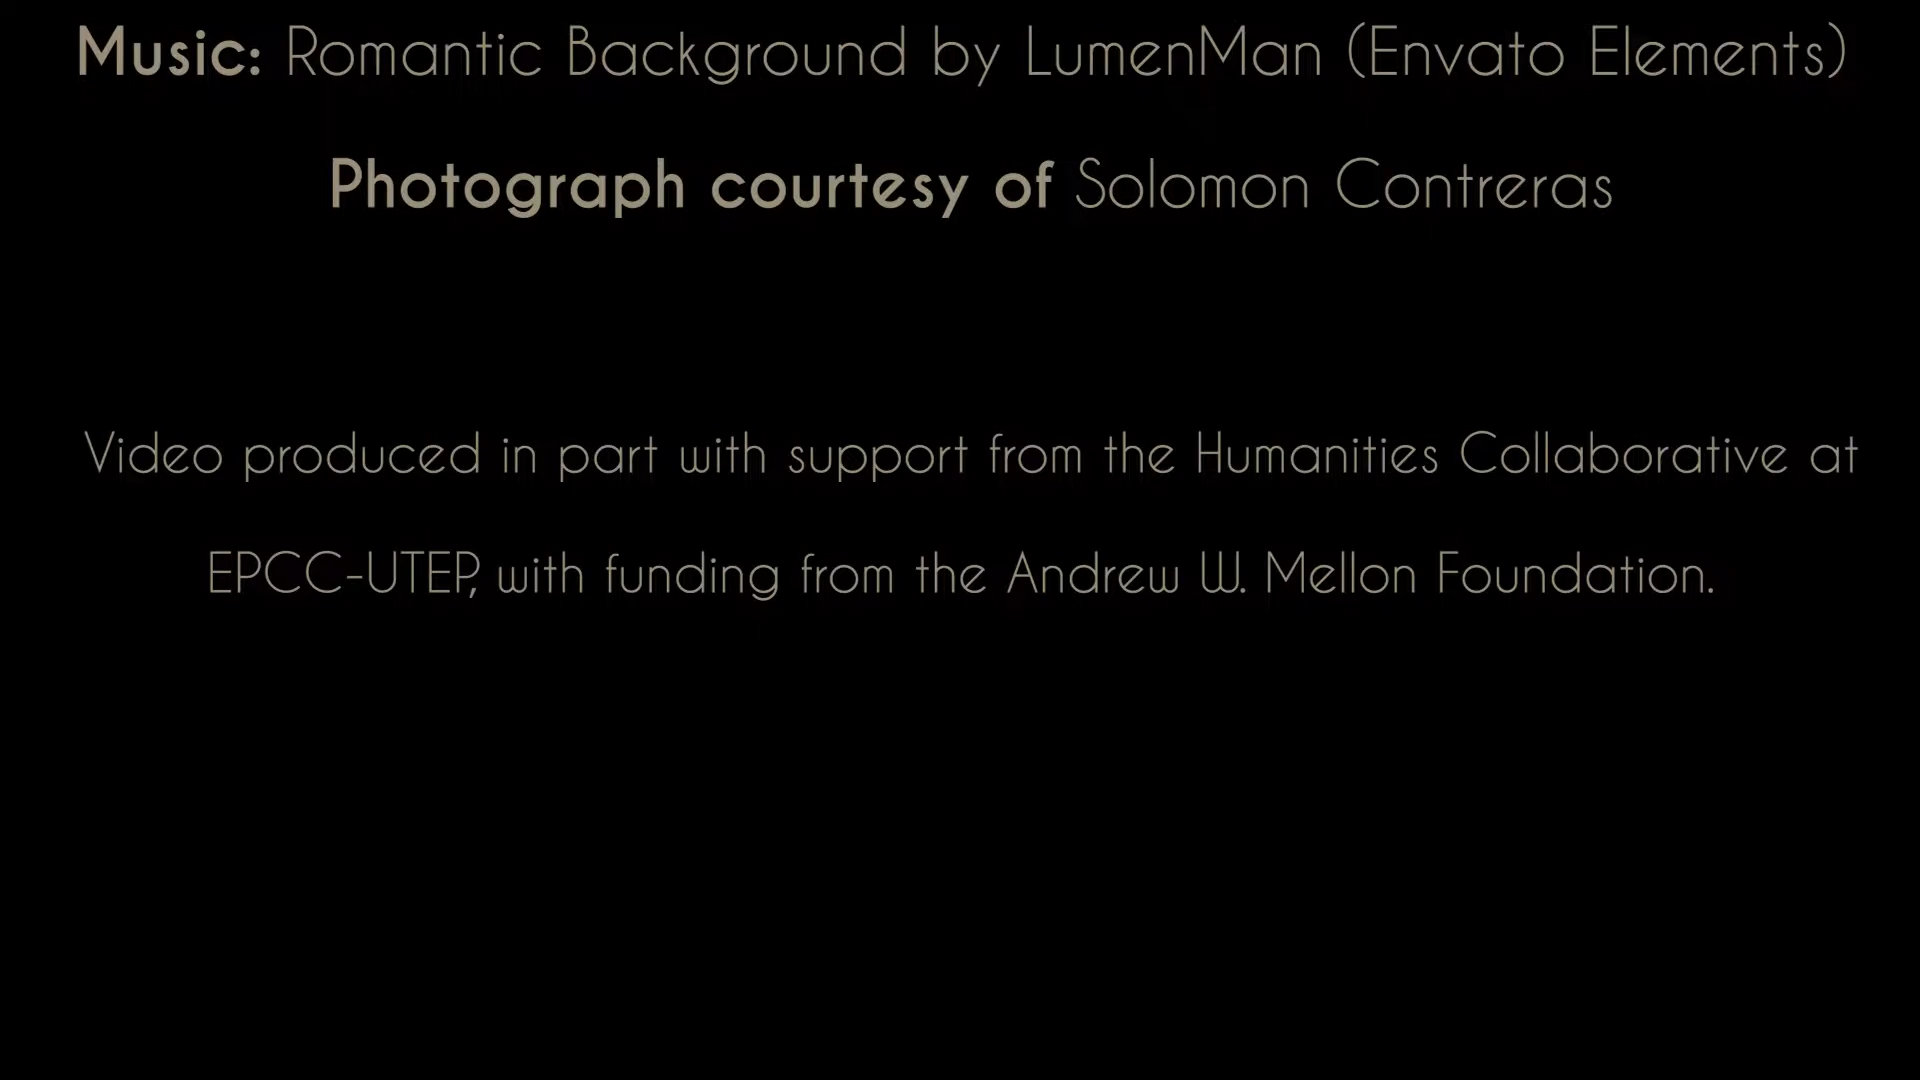 Music: Romantic Background by LumenMan (Envato Elements)
Photograph courtesy of Solomon Contreras
Video produced in part with support from the Humanities Collaborative at
EPCC-UTEP, with funding from the Andrew W. Mellon Foundation.